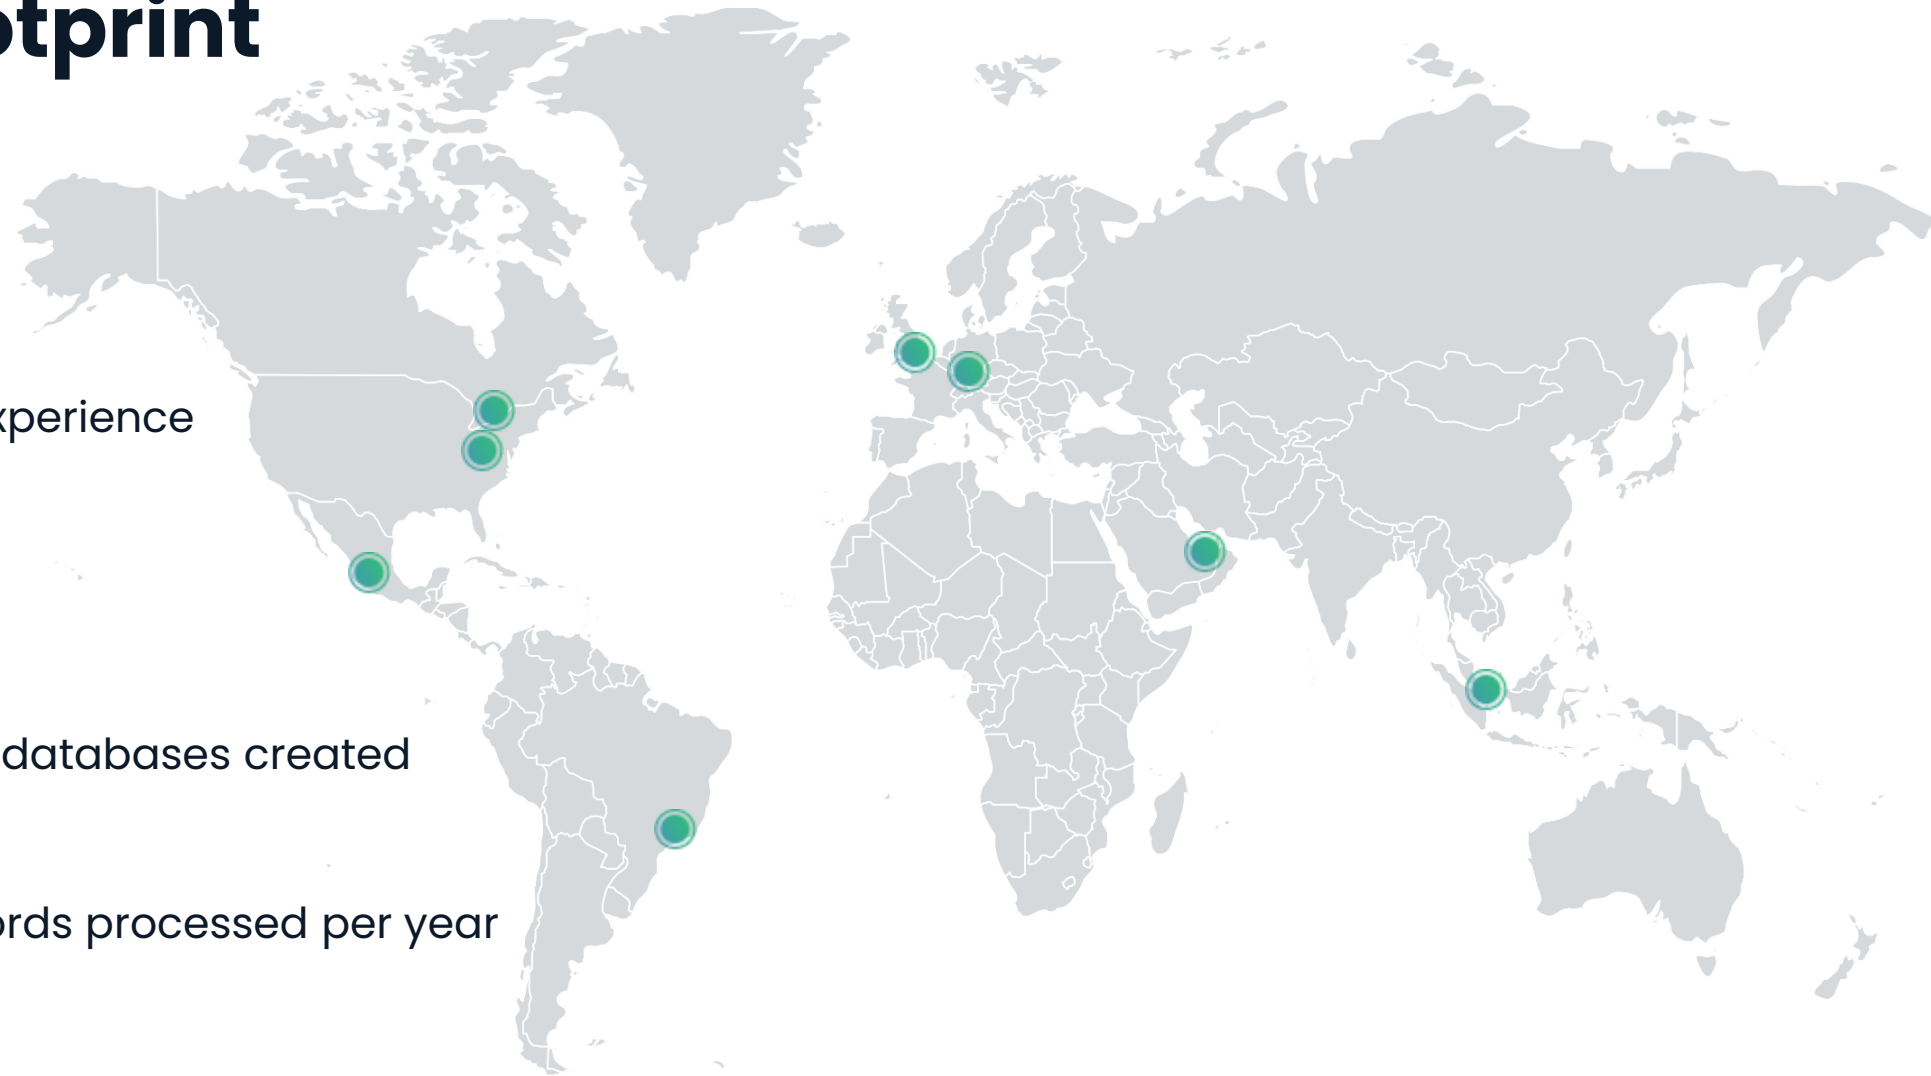 otprint
xperience
databases created
ords processed per year